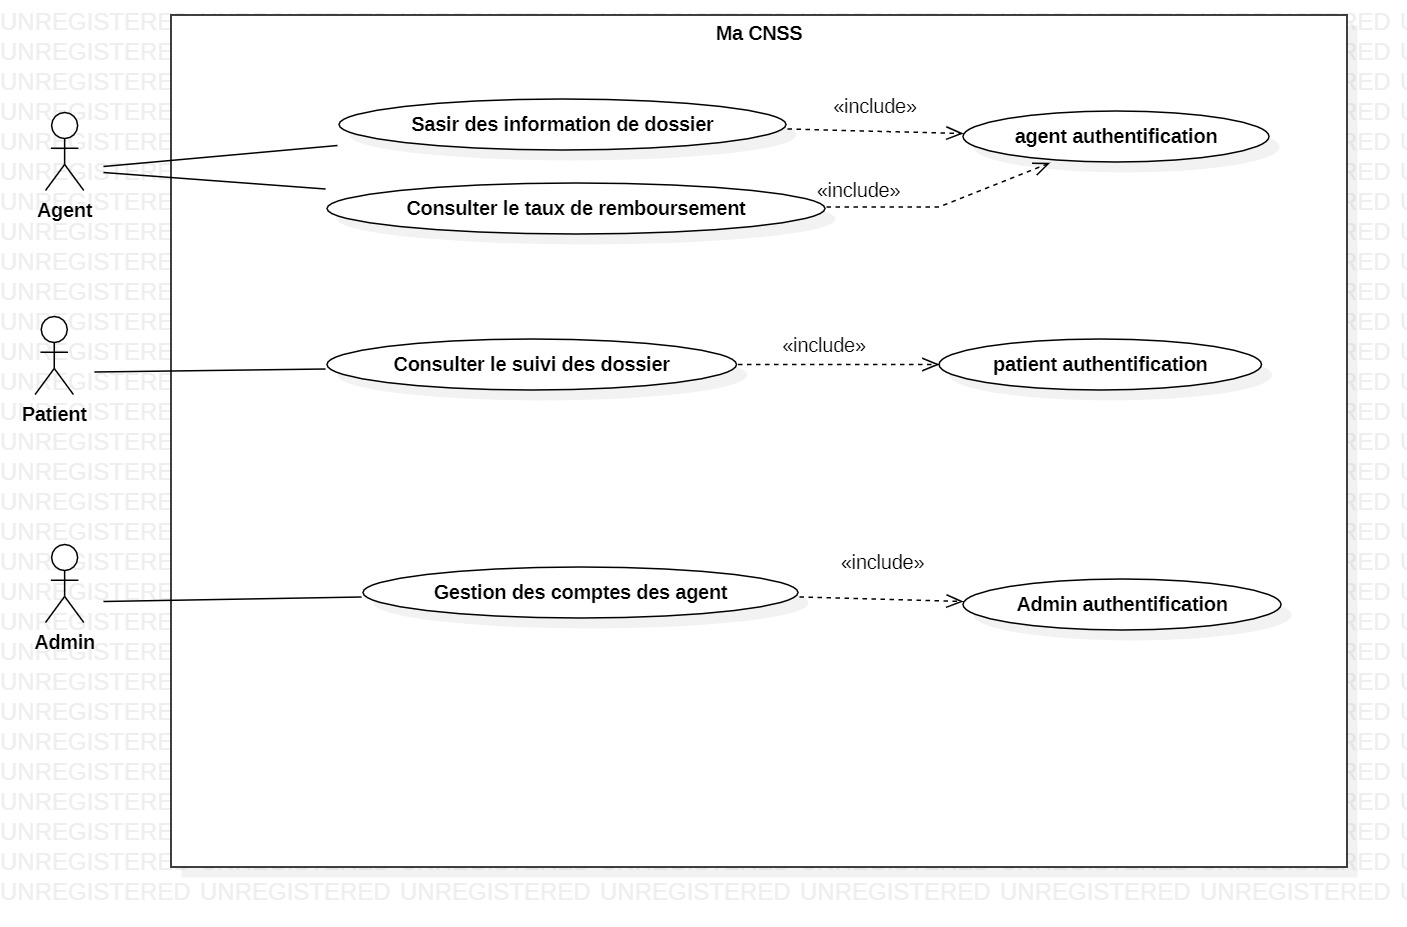 Ma CNSS
Sasir des information de dossier
«include»
agent authentification
Agent
Consulter le taux de remboursement
«include»
Consulter le suivi des dossier
«include»
patient authentification
Patient
Gestion des comptes des agent
«include»
Admin authentification
Admin
UNREGISTERED UNREGISTERED UNREGISTERED UNREGISTERED UNREGISTERED UNREGISTERED UNREGISTERED